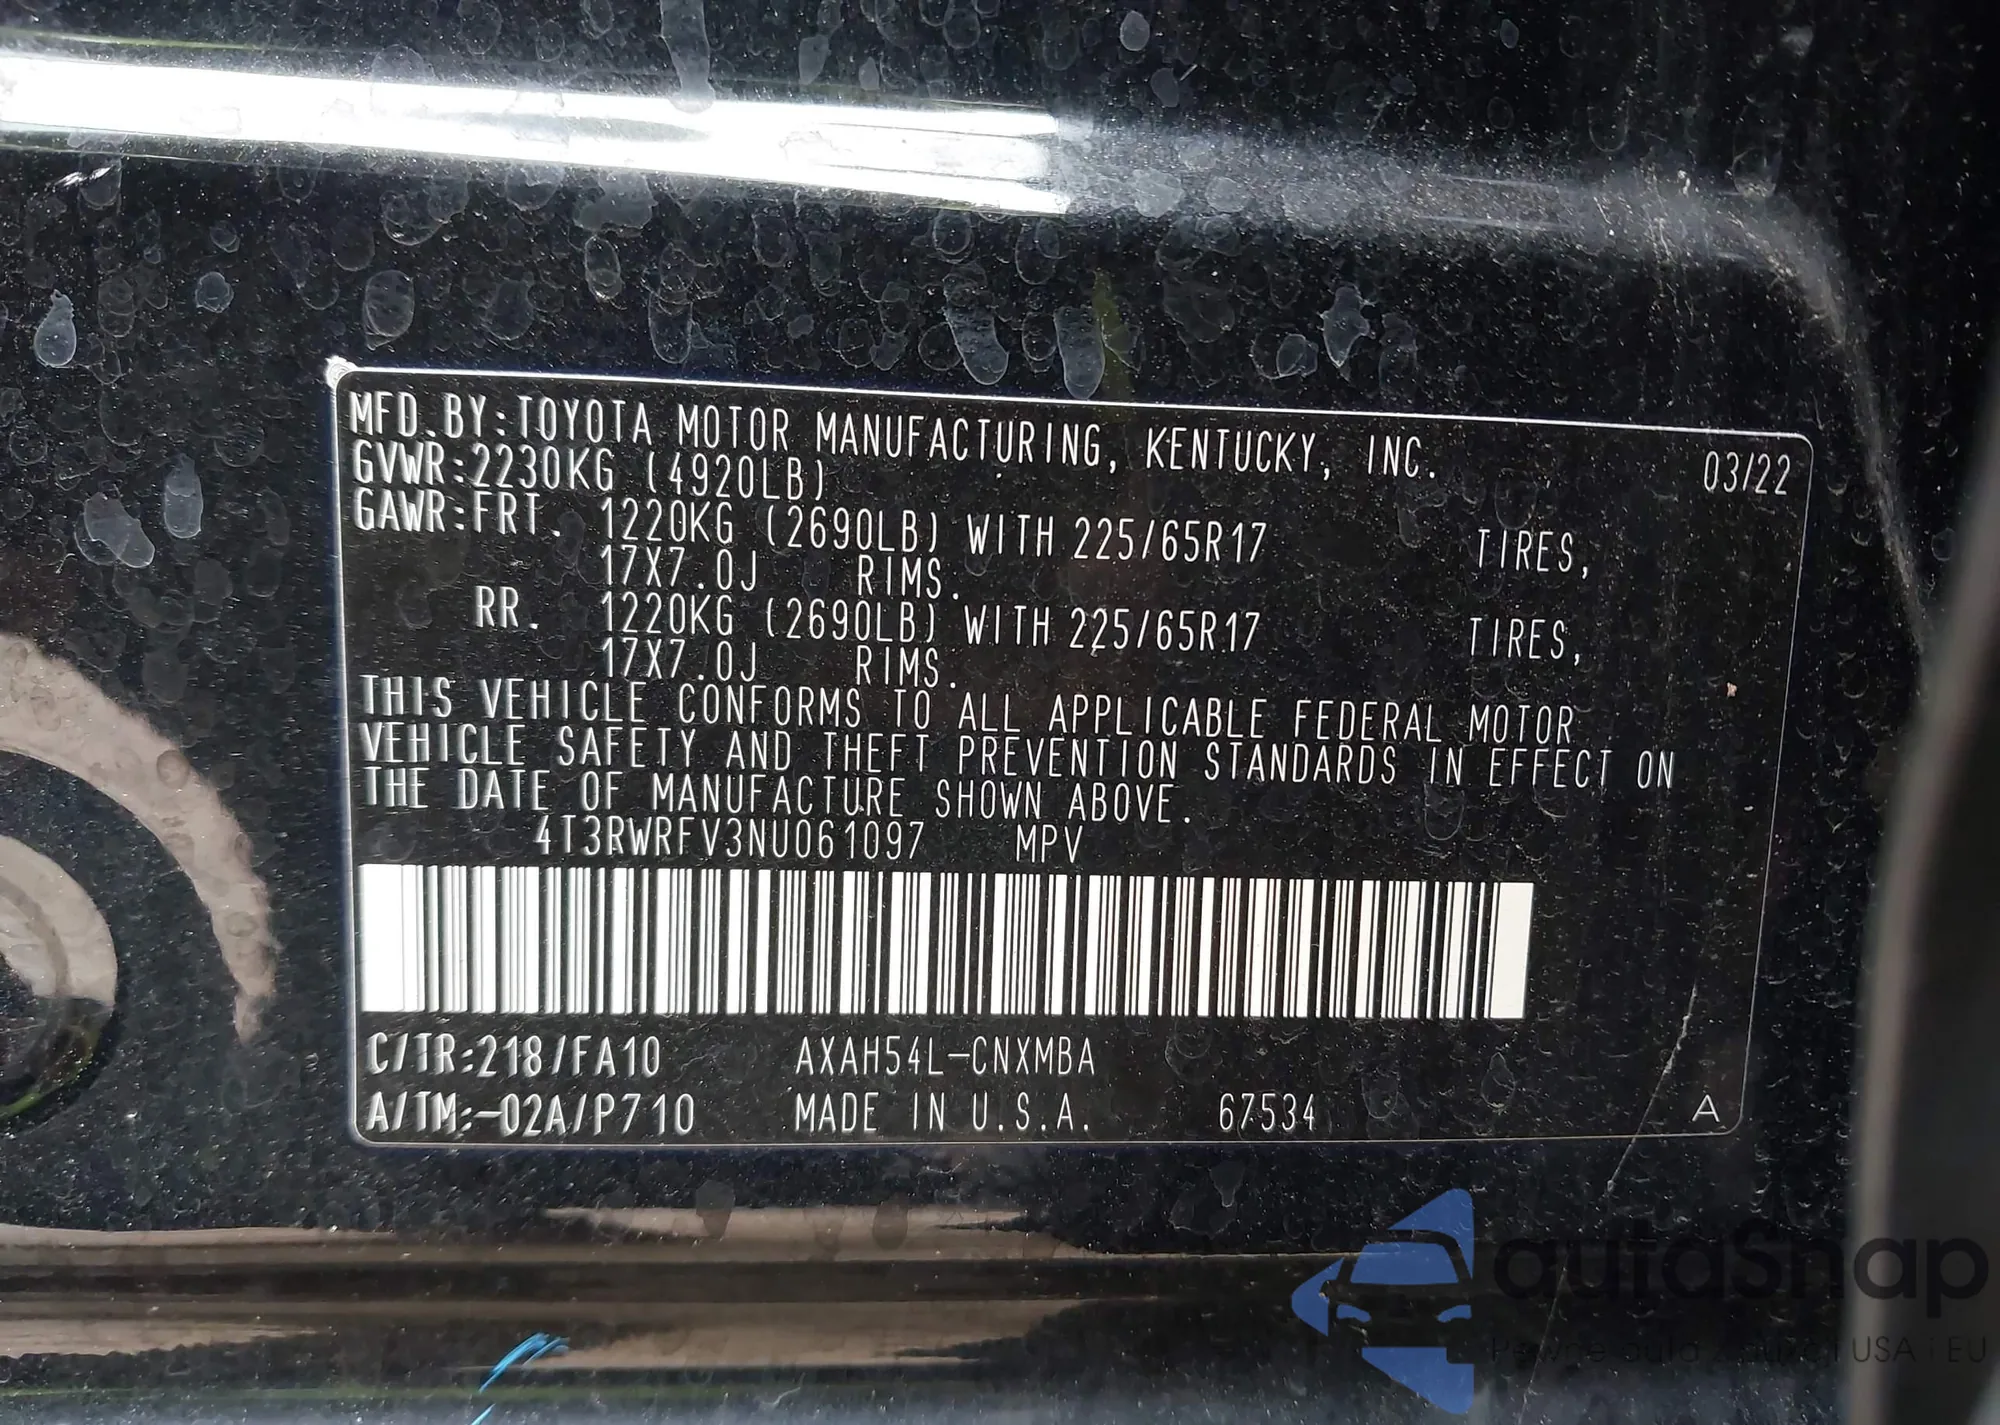 MFD.BY:TOYOTA MOTOR MANUFACTURING, KENTUCKY, INC. 03/22
GVWR:2230KG (4920LB)
GAWR:FRT. 1220KG (2690LB) WITH 225/65R17 TIRES,
17X7.0J RIMS.
RR. 1220KG (2690LB) WITH 225/65R17 TIRES,
17X7.0J RIMS.
THIS VEHICLE CONFORMS TO ALL APPLICABLE FEDERAL MOTOR
VEHICLE SAFETY AND THEFT PREVENTION STANDARDS IN EFFECT ON
THE DATE OF MANUFACTURE SHOWN ABOVE.
4T3RWRFV3NU061097 MPV
C/TR:218/FA10 AXAH54L-CNXMBA
A/TM:-02A/P710 MADE IN U.S.A. 67534 A
autaSnap
USA i EU